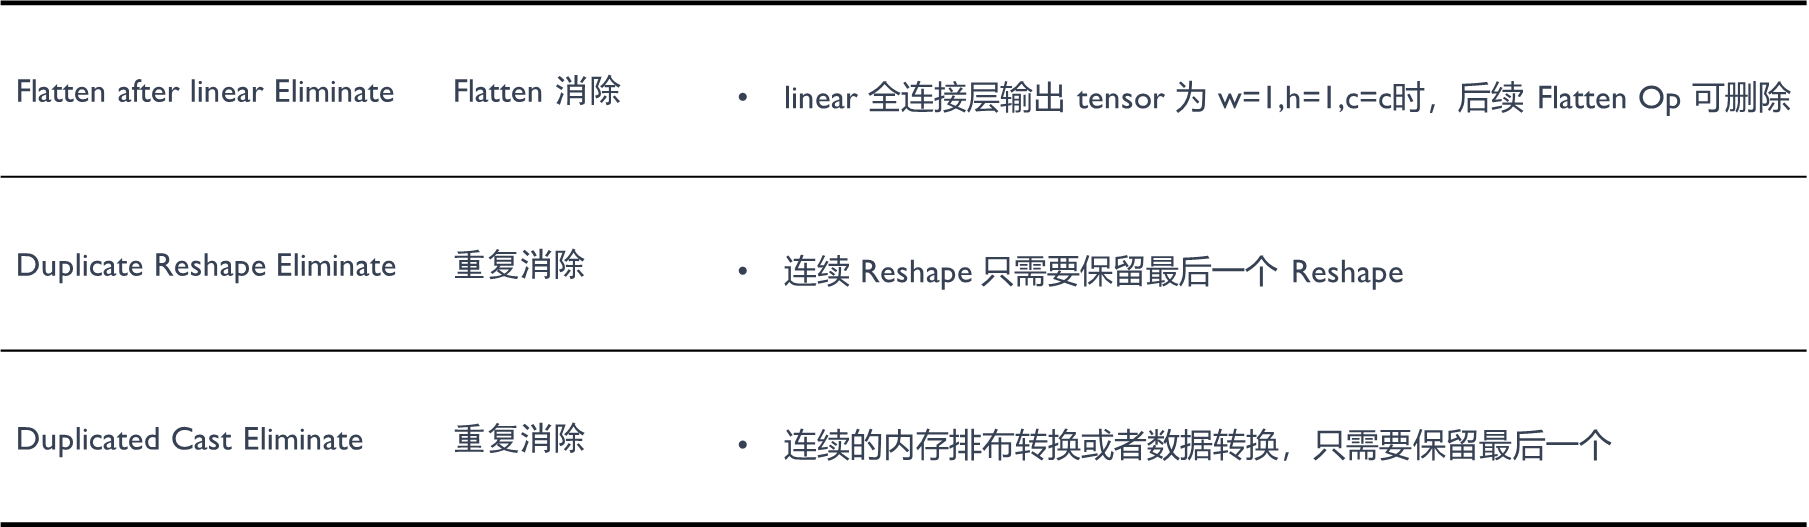 Flatten after linear Eliminate Flatten 消除 • linear 全连接层输出 tensor 为 w=1,h=1,c=c时，后续 Flatten Op 可删除
Duplicate Reshape Eliminate 重复消除 • 连续 Reshape 只需要保留最后一个 Reshape
Duplicated Cast Eliminate 重复消除 • 连续的内存排布转换或者数据转换，只需要保留最后一个